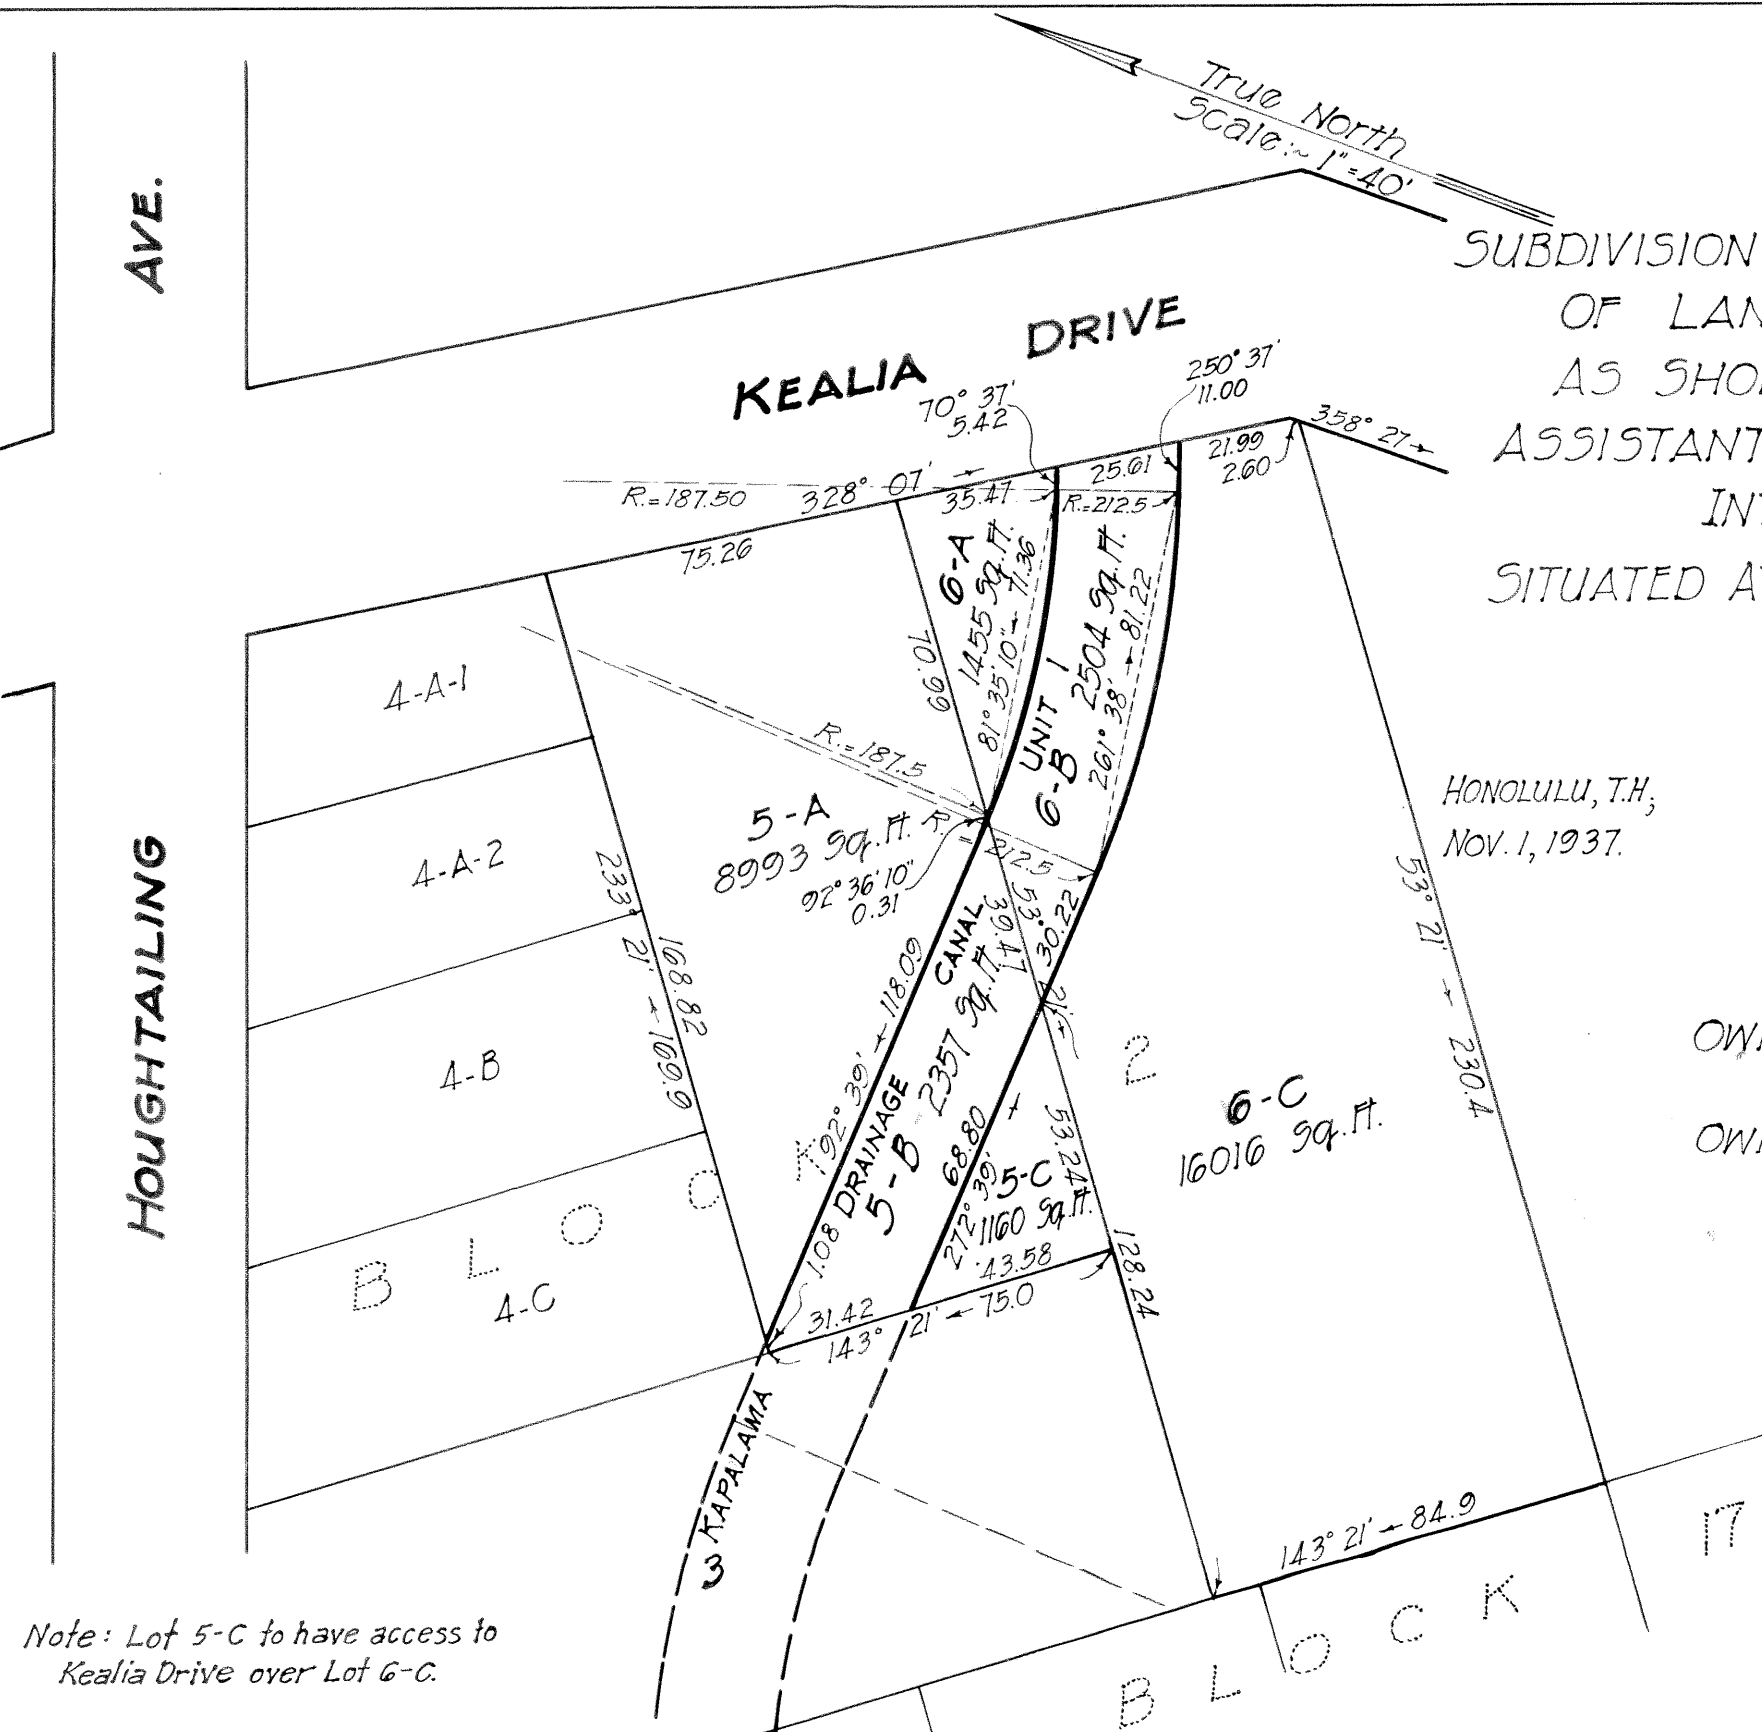 True North
Scale:~ 1"=40'
SUBDIVISION
OF LAN
AS SHO
ASSISTANT
IN
SITUATED A
AVE.
KEALIA DRIVE
70° 37'
5.42
250° 37'
11.00
358° 27
21.99
2.60
25.61
R.=187.50
328° 07'
35.47
R.=212.5
75.26
6-A
1455 Sq.Ft.
81° 35' 10" 71.36
70.99
UNIT 1
6-B
2504 Sq.Ft.
261° 38' 81.22
4-A-1
4-A-2
4-B
4-C
R.=187.5
5-A
8993 Sq.Ft.
92° 36' 10"
0.31
R.=212.5
HONOLULU, T.H.;
NOV. 1, 1937.
HOUGHTAILING
233° 21' 169.9
168.82
92° 39' 118.09
39.47
53° 21'
30.22
DRAINAGE CANAL
5-B 2357 Sq.Ft.
1.08
68.80
272° 39'
5-C
1160 Sq.Ft.
53.24
128.24
2
6-C
16016 Sq.Ft.
53° 21' 230.4
OW
OW
43.58
31.42
143° 21' 75.0
BLOCK
3 KAPALAMA
143° 21' 84.9
BLOCK 17
Note: Lot 5-C to have access to
Kealia Drive over Lot 6-C.